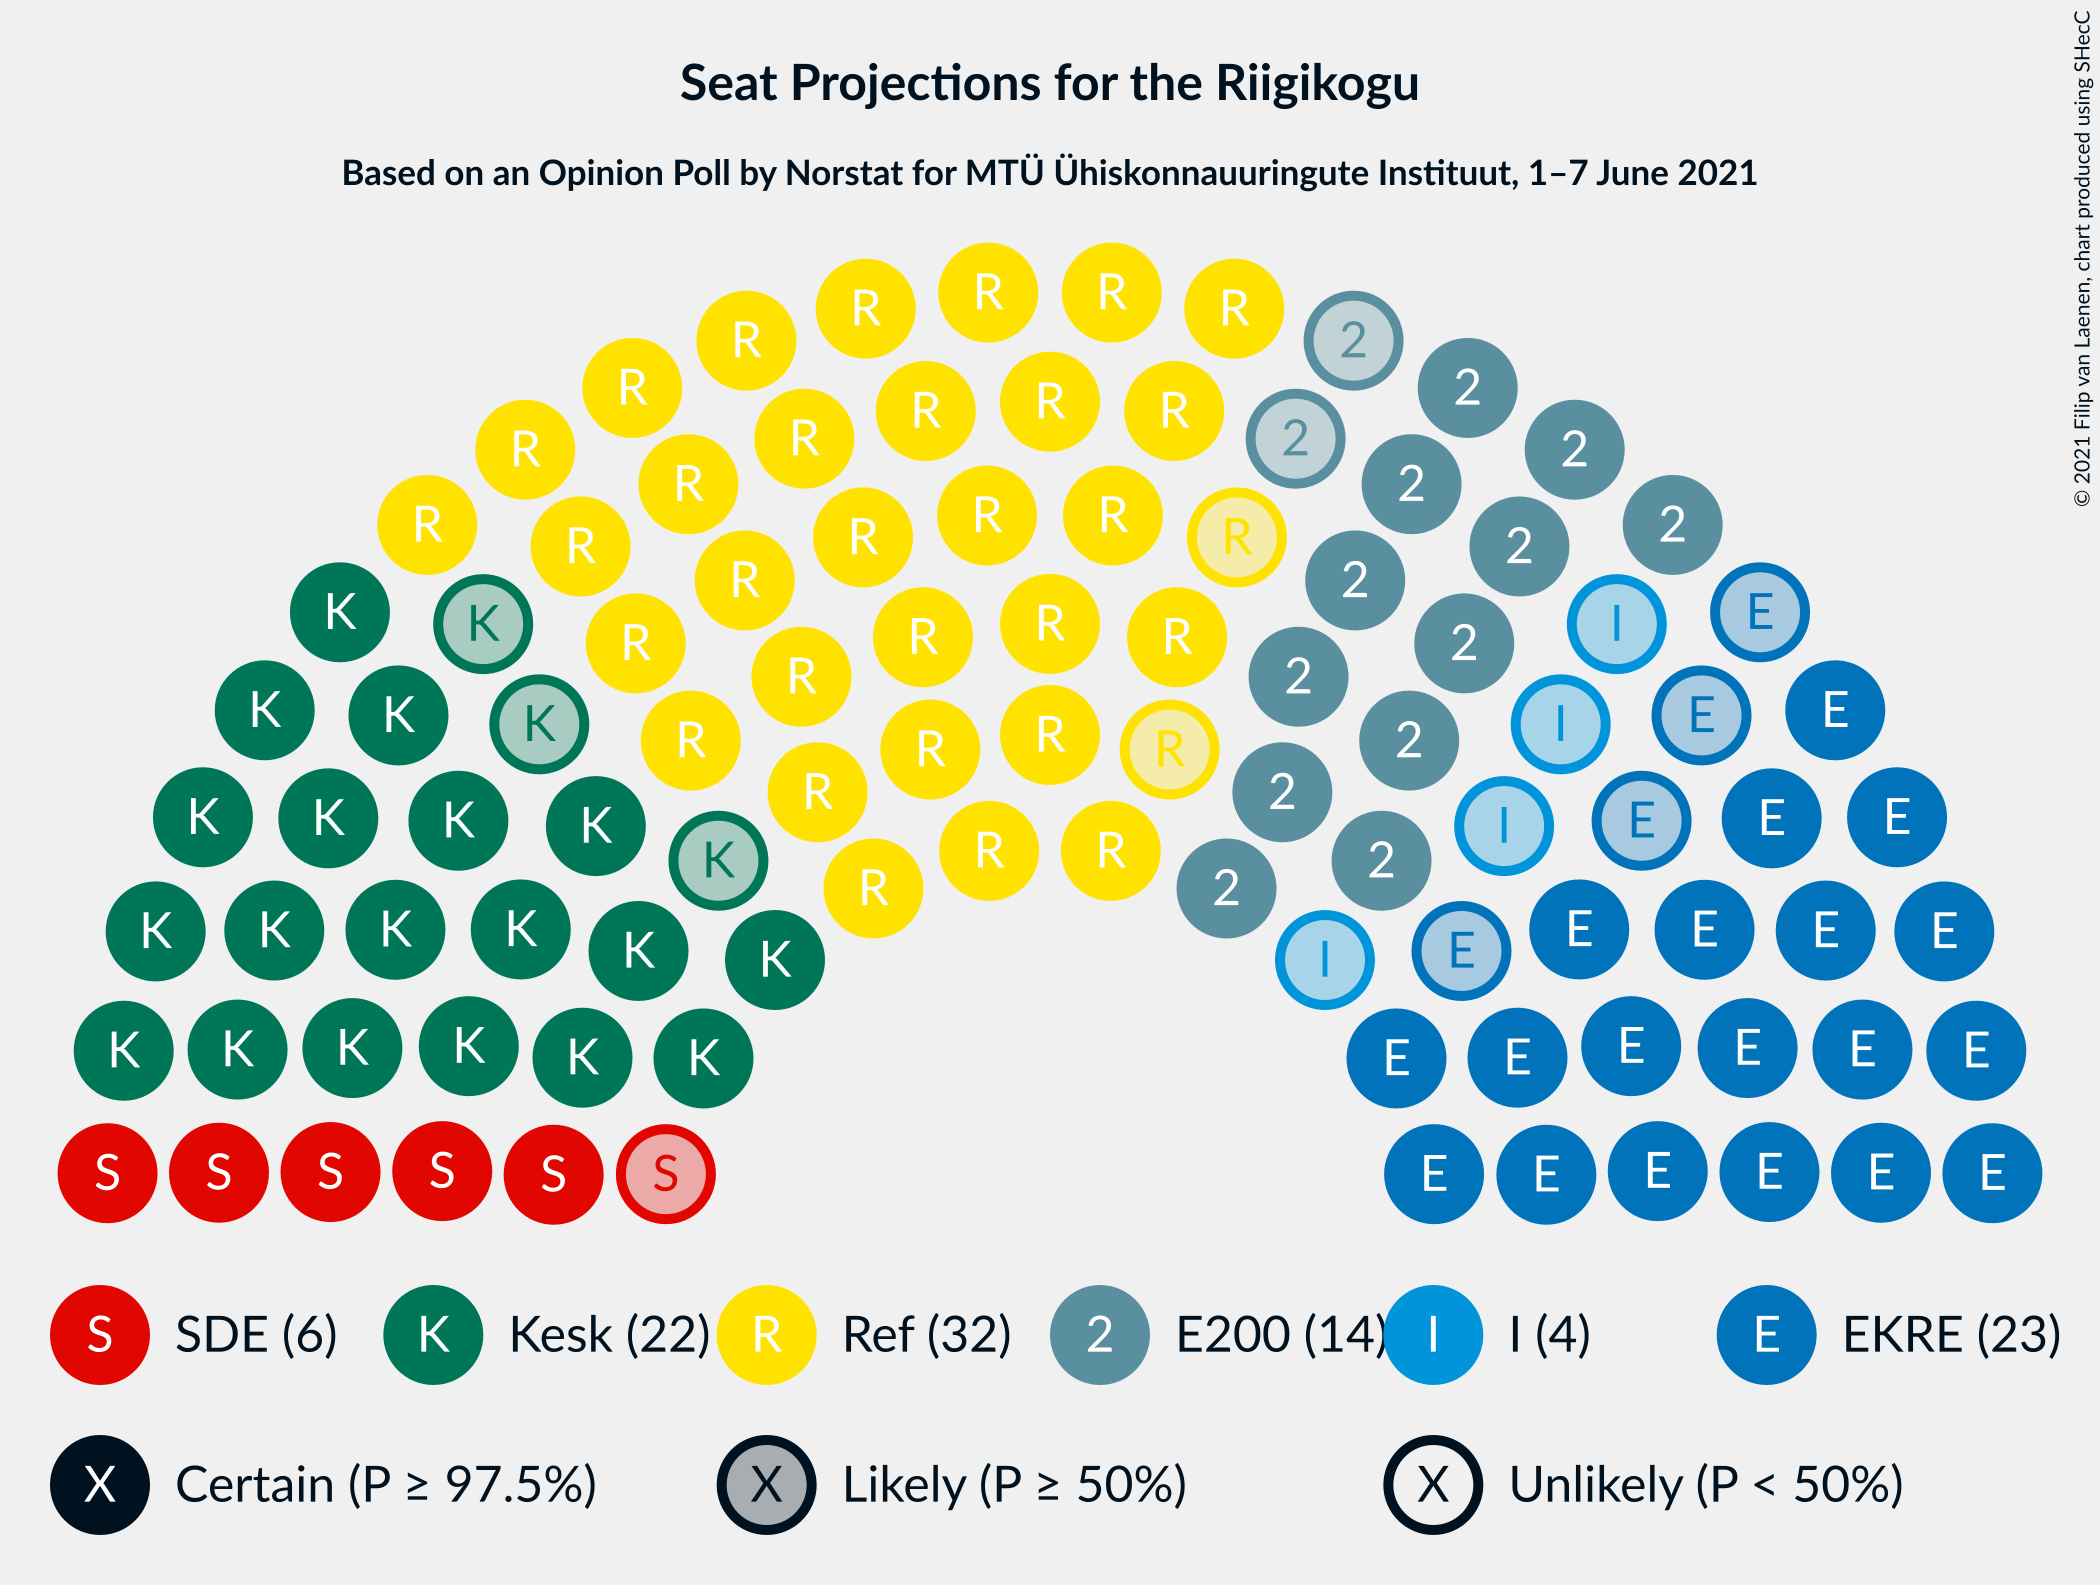 Seat Projections for the Riigikogu
Based on an Opinion Poll by Norstat for MTÜ Ühiskonnauuringute Instituut, 1–7 June 2021
© 2021 Filip van Laenen, chart produced using SHecC
R R
R R
R 2
R 2
R R R
R R 2 2
R 2
R R R R R 2
R 2
R 2
K K R R R R 2 I E
R 2
K K K R R R R 2 I E E
R 2
K K K K I E E E
K R R R R 2 2
K K K K K K I E E E E E
K K K K K K E E E E E E
S S S S S S E E E E E E
S SDE (6) K Kesk (22) R Ref (32) 2 E200 (14) I I (4) E EKRE (23)
X Certain (P ≥ 97.5%) X Likely (P ≥ 50%) X Unlikely (P < 50%)